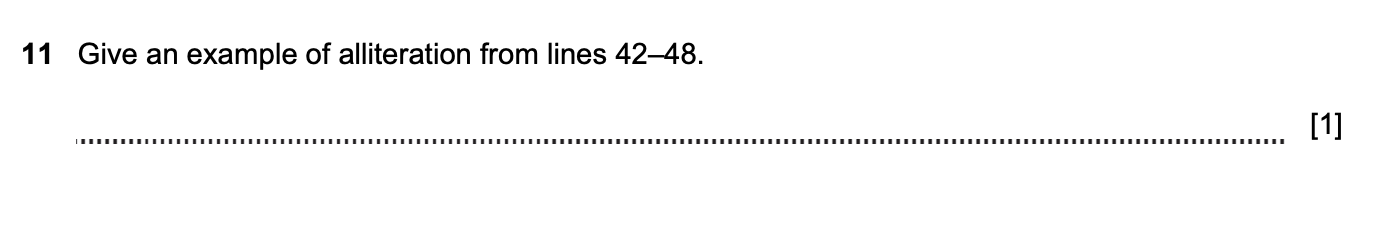 11 Give an example of alliteration from lines 42–48.
[1]